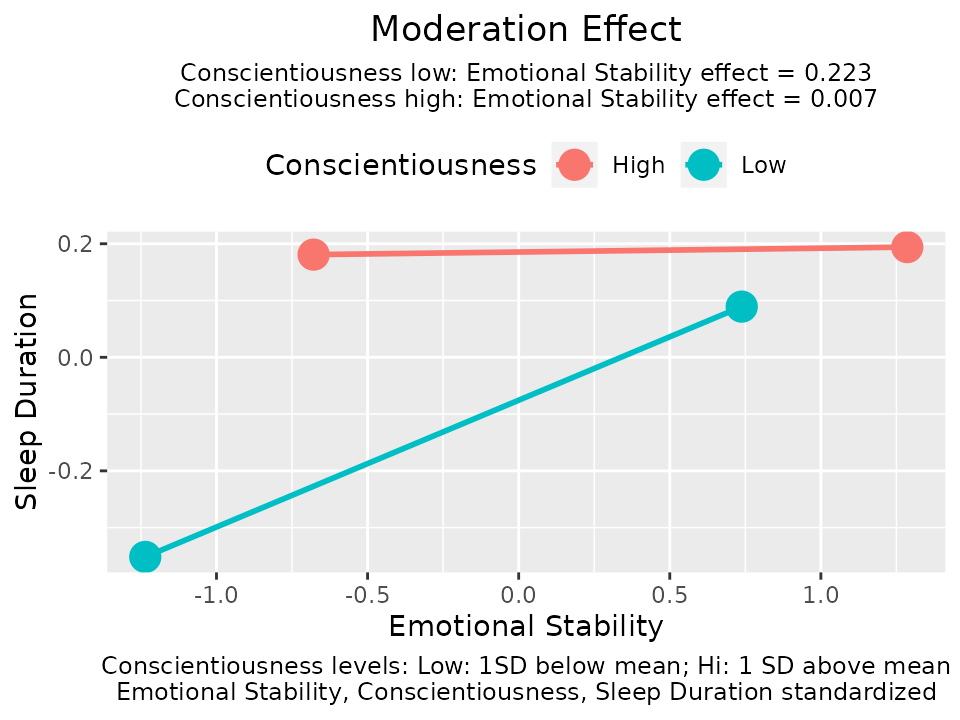 Moderation Effect
Conscientiousness low: Emotional Stability effect = 0.223
Conscientiousness high: Emotional Stability effect = 0.007
Conscientiousness High Low
0.2
0.0
-0.2
Sleep Duration
-1.0 -0.5 0.0 0.5 1.0
Emotional Stability
Conscientiousness levels: Low: 1SD below mean; Hi: 1 SD above mean
Emotional Stability, Conscientiousness, Sleep Duration standardized